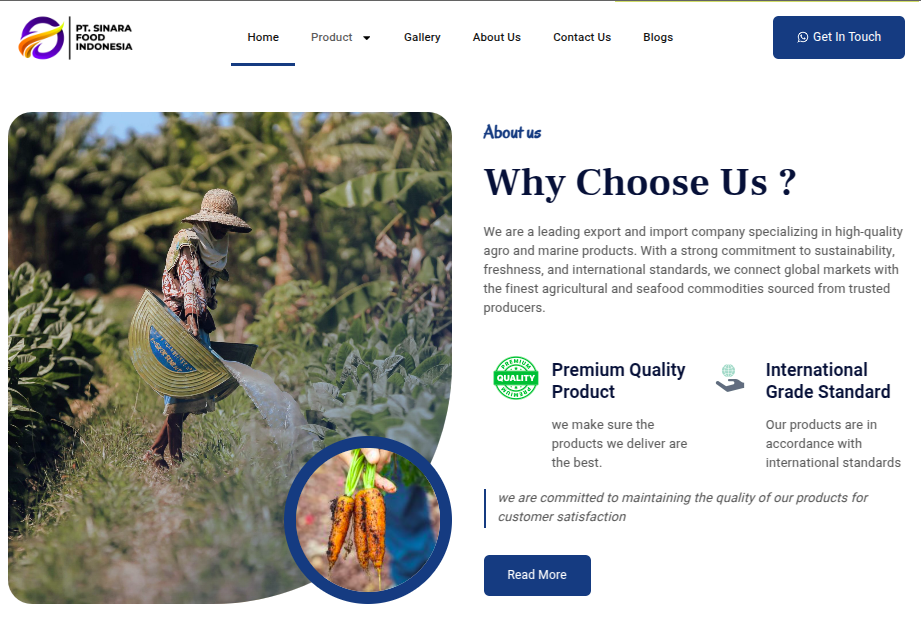 PT. SINARA
FOOD
INDONESIA
Home
Product
Gallery
About Us
Contact Us
Blogs
Get In Touch
About us
Why Choose Us ?
We are a leading export and import company specializing in high-quality
agro and marine products. With a strong commitment to sustainability,
freshness, and international standards, we connect global markets with
the finest agricultural and seafood commodities sourced from trusted
producers.
PREMIUM
QUALITY
PREMIUM
Premium Quality
Product
we make sure the
products we deliver are
the best.
International
Grade Standard
Our products are in
accordance with
international standards
we are committed to maintaining the quality of our products for
customer satisfaction
Read More